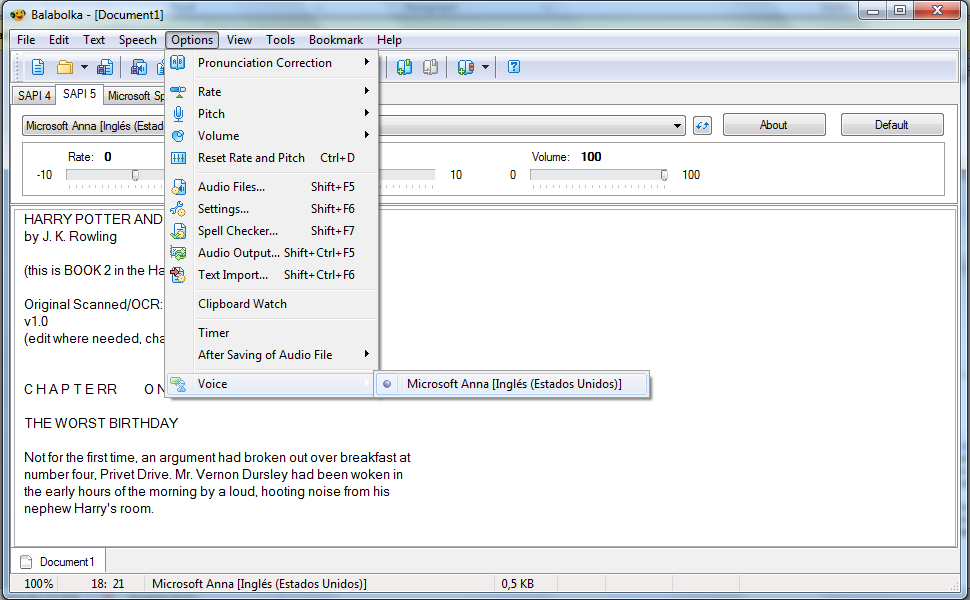 Balabolka - [Document1]
File Edit Text Speech Options View Tools Bookmark Help
Pronunciation Correction
SAPI 4 SAPI 5 Microsoft Sp
Rate
Pitch
Volume
Reset Rate and Pitch Ctrl+D
Audio Files... Shift+F5
Settings... Shift+F6
Spell Checker... Shift+F7
Audio Output... Shift+Ctrl+F5
Text Import... Shift+Ctrl+F6
Clipboard Watch
Timer
After Saving of Audio File
Voice
Microsoft Anna [Inglés (Estados Unidos)]
Microsoft Anna [Inglés (Estad
About Default
Rate: 0
-10
10
Volume: 100
0 100
HARRY POTTER AND
by J. K. Rowling
(this is BOOK 2 in the Ha
Original Scanned/OCR:
v1.0
(edit where needed, cha
C H A P T E R R O N
THE WORST BIRTHDAY
Not for the first time, an argument had broken out over breakfast at
number four, Privet Drive. Mr. Vernon Dursley had been woken in
the early hours of the morning by a loud, hooting noise from his
nephew Harry's room.
Document1
100% 18: 21 Microsoft Anna [Inglés (Estados Unidos)] 0,5 KB